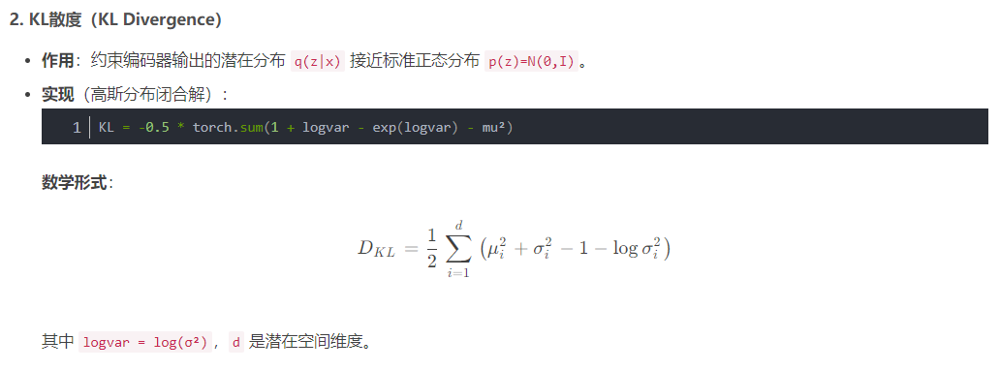 2. KL散度（KL Divergence）
• 作用：约束编码器输出的潜在分布 q(z|x) 接近标准正态分布 p(z)=N(0,I)。
• 实现（高斯分布闭合解）：
1 KL = -0.5 * torch.sum(1 + logvar - exp(logvar) - mu²)
数学形式：
D_{KL} = \frac{1}{2} \sum_{i=1}^{d} (\mu_i^2 + \sigma_i^2 - 1 - \log \sigma_i^2)
其中 logvar = log(σ²)，d 是潜在空间维度。